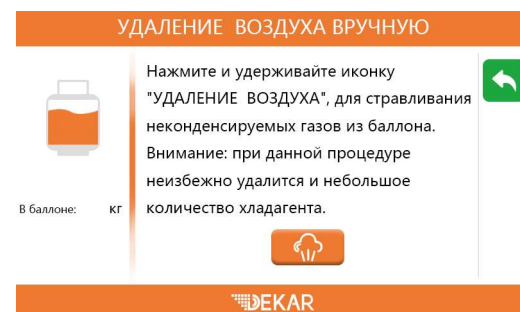 УДАЛЕНИЕ ВОЗДУХА ВРУЧНУЮ
Нажмите и удерживайте иконку
"УДАЛЕНИЕ ВОЗДУХА", для стравливания
неконденсируемых газов из баллона.
Внимание: при данной процедуре
неизбежно удалится и небольшое
количество хладагента.
В баллоне: кг
DEKAR